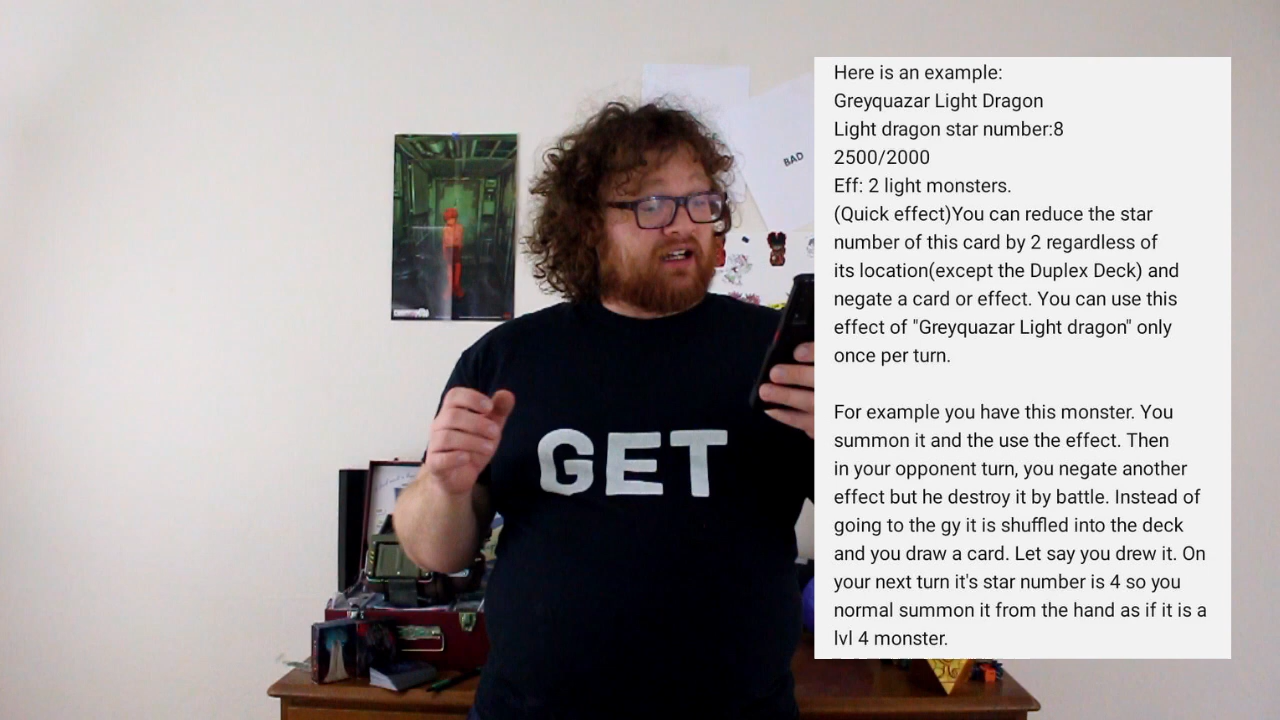 BAD
GET
Here is an example:
Greyquazar Light Dragon
Light dragon star number:8
2500/2000
Eff: 2 light monsters.
(Quick effect)You can reduce the star
number of this card by 2 regardless of
its location(except the Duplex Deck) and
negate a card or effect. You can use this
effect of "Greyquazar Light dragon" only
once per turn.
For example you have this monster. You
summon it and the use the effect. Then
in your opponent turn, you negate another
effect but he destroy it by battle. Instead of
going to the gy it is shuffled into the deck
and you draw a card. Let say you drew it. On
your next turn it's star number is 4 so you
normal summon it from the hand as if it is a
lvl 4 monster.